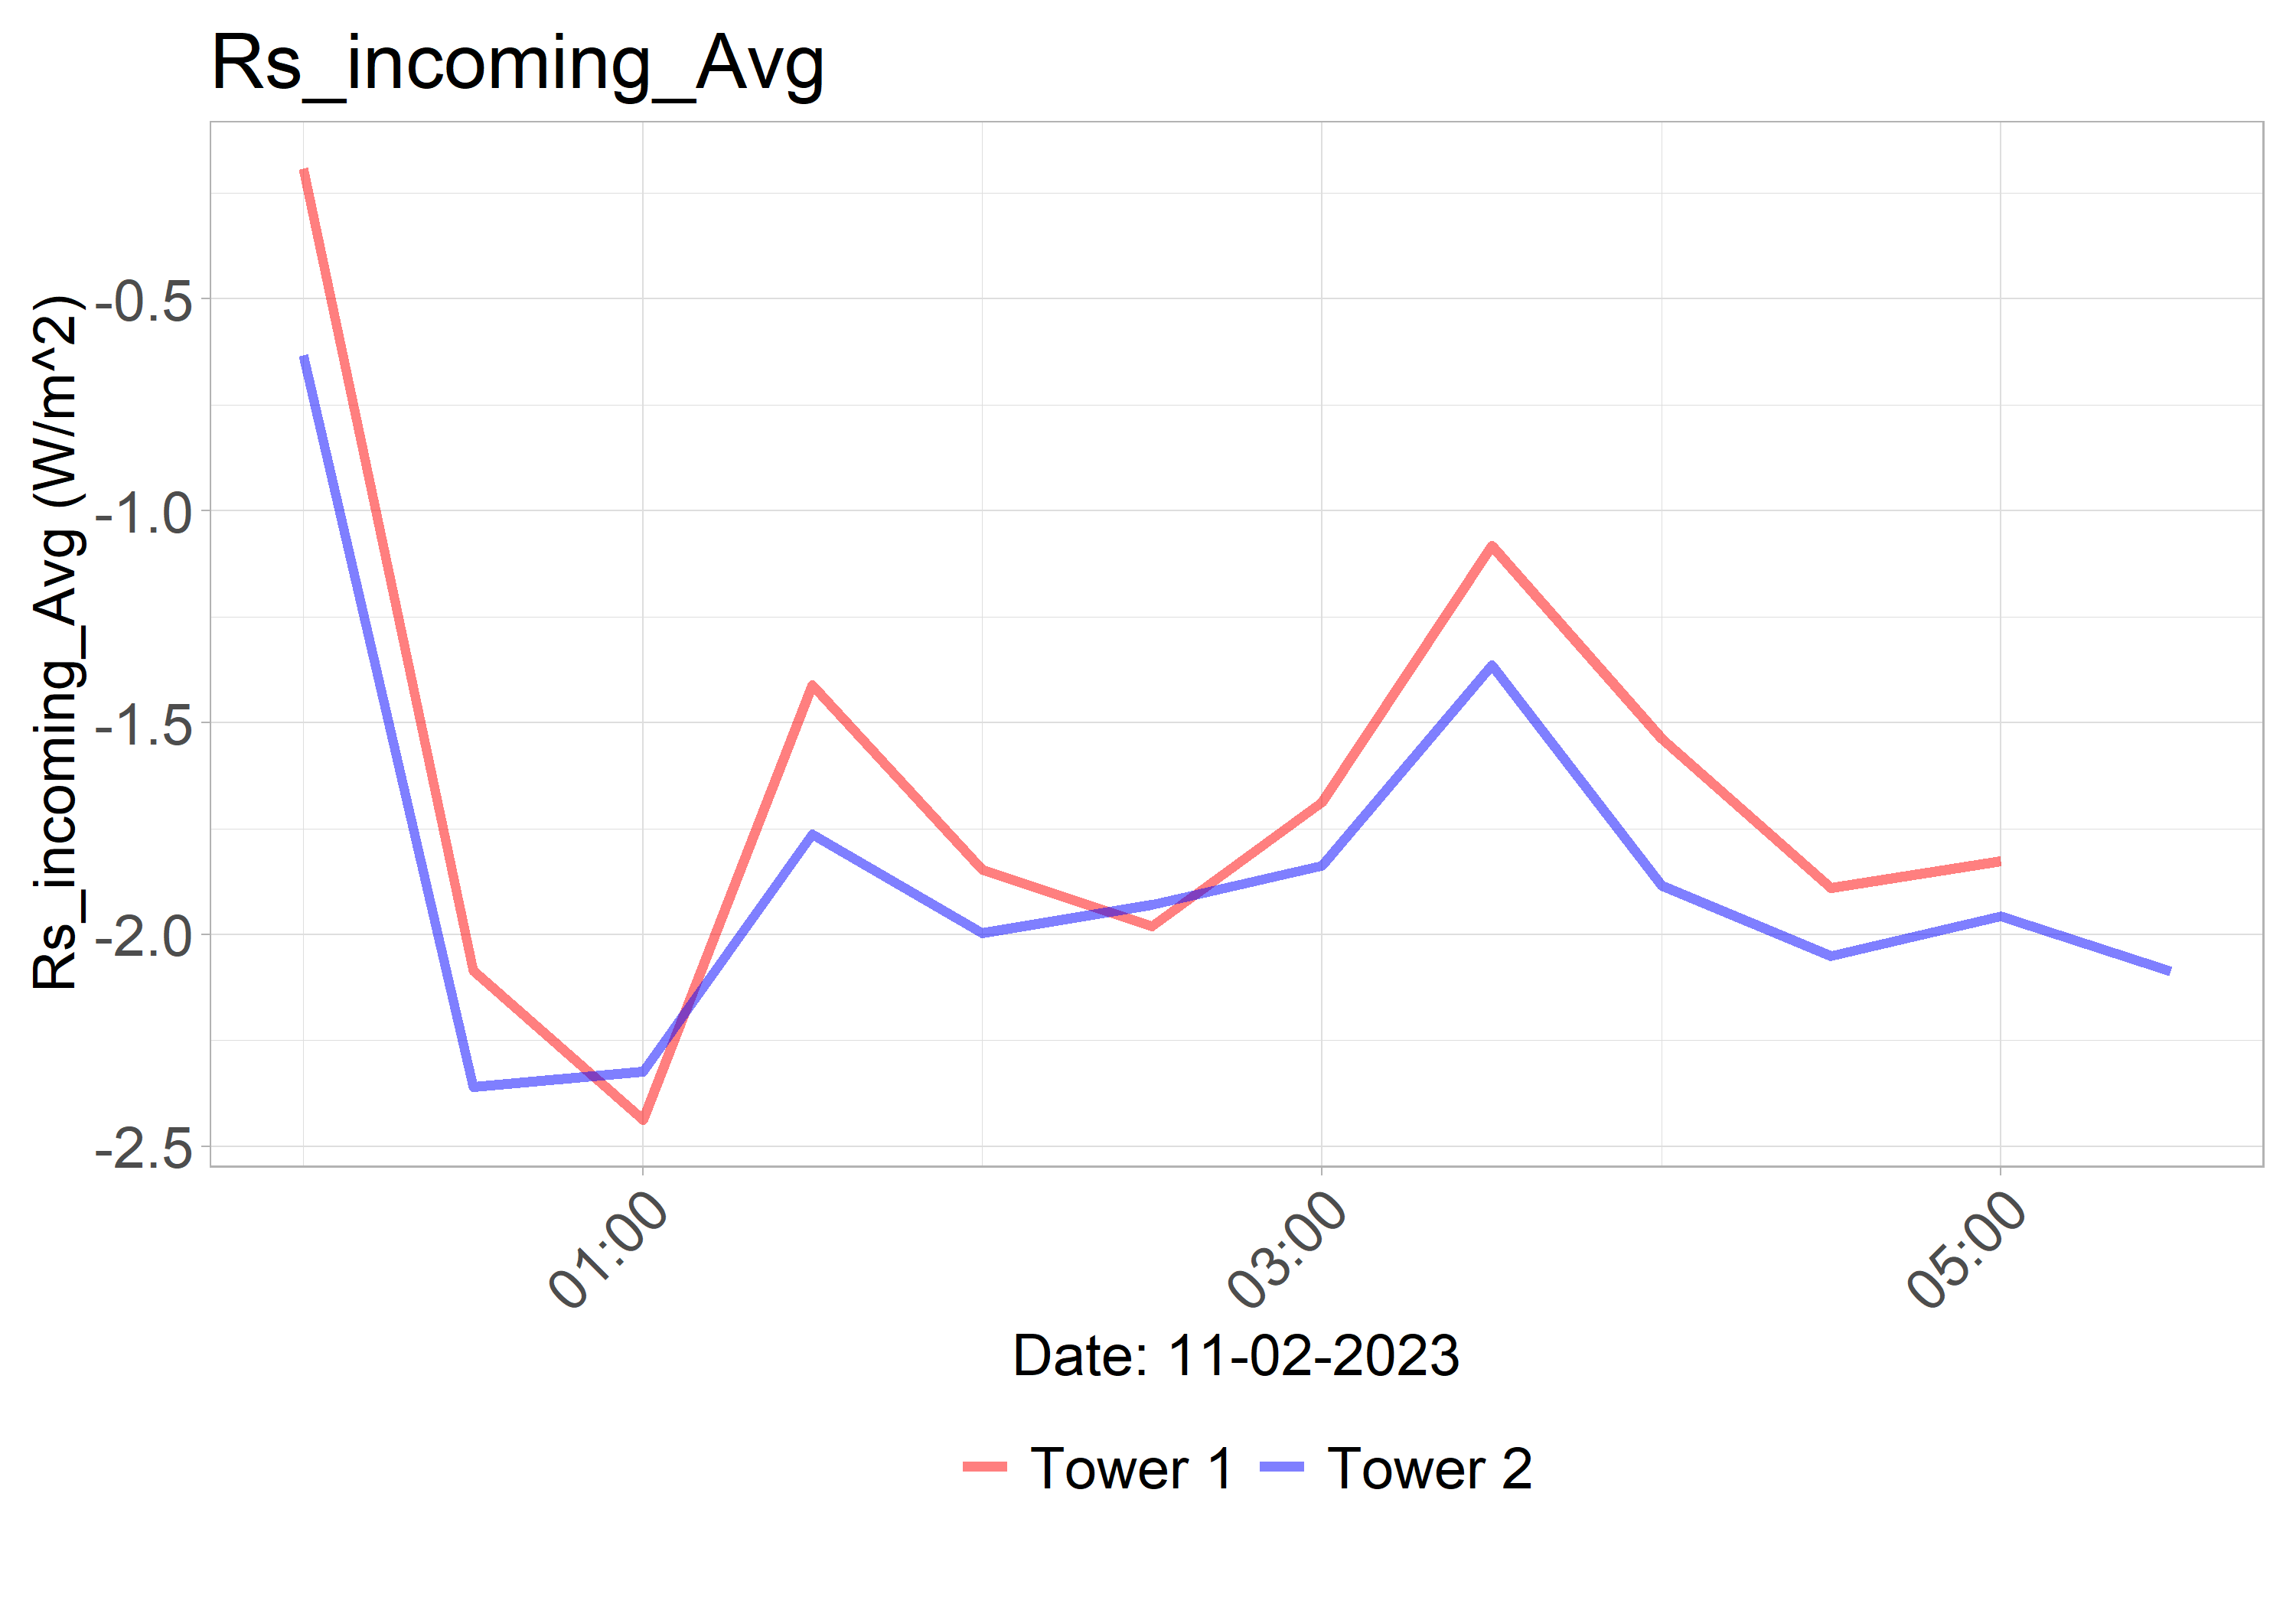 Rs_incoming_Avg
Rs_incoming_Avg (W/m^2)
-0.5
-1.0
-1.5
-2.0
-2.5
01:00
03:00
05:00
Date: 11-02-2023
Tower 1
Tower 2